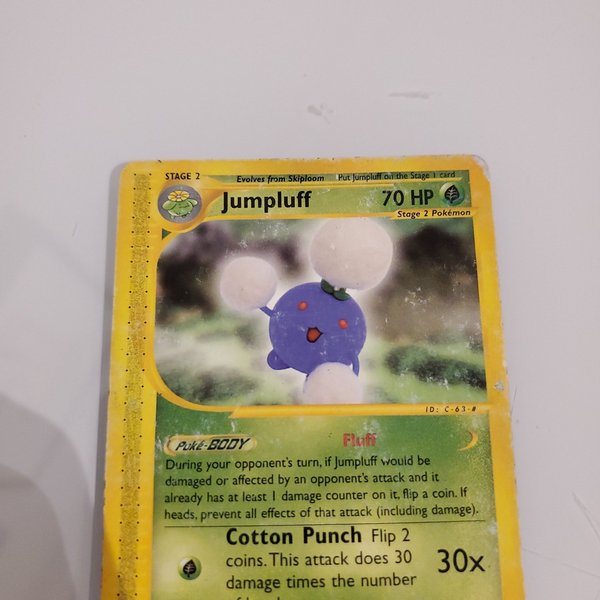 STAGE 2 Evolves from Skiploom Put Jumpluff on the Stage 1 card
Jumpluff 70 HP
Stage 2 Pokémon
ID: C-63-#
Poké-BODY Fluff
During your opponent's turn, if Jumpluff would be
damaged or affected by an opponent's attack and it
already has at least 1 damage counter on it, flip a coin. If
heads, prevent all effects of that attack (including damage).
Cotton Punch Flip 2
coins. This attack does 30 30x
damage times the number